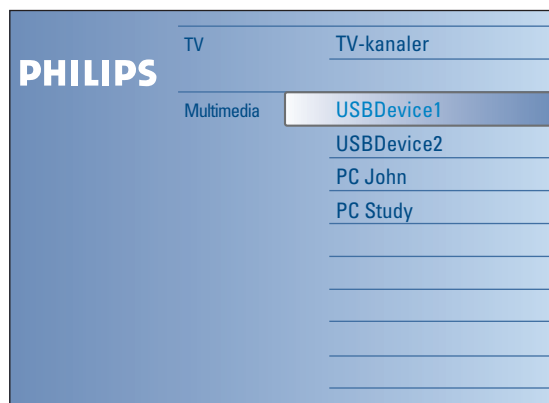 PHILIPS
TV
TV-kanaler
Multimedia
USBDevice1
USBDevice2
PC John
PC Study